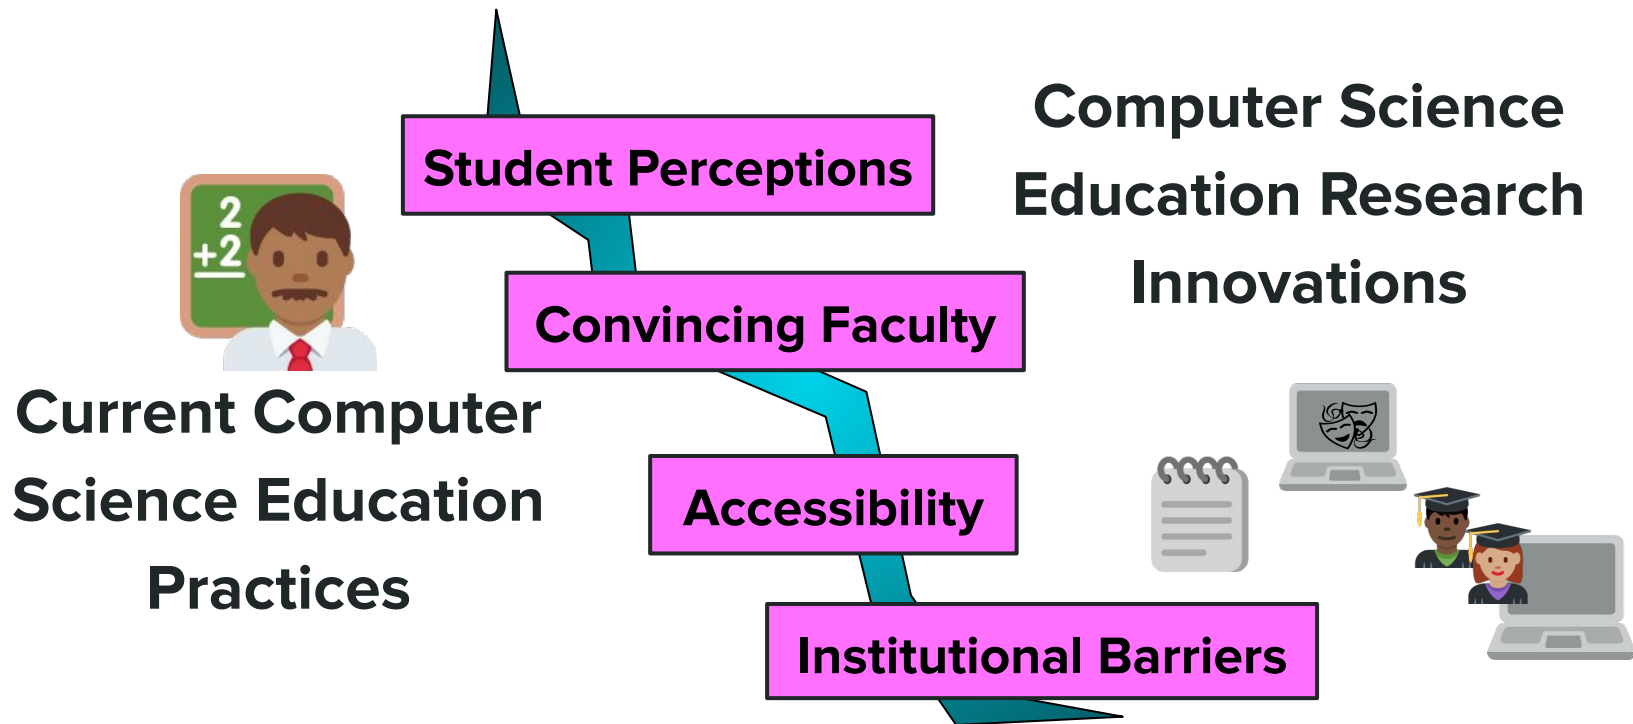 Student Perceptions
Convincing Faculty
Accessibility
Institutional Barriers
2
+2
Current Computer
Science Education
Practices
Computer Science
Education Research
Innovations